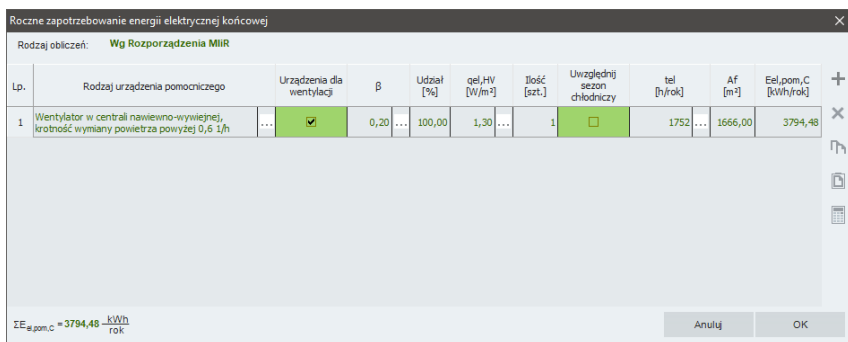 Roczne zapotrzebowanie energii elektrycznej końcowej
Rodzaj obliczeń: Wg Rozporządzenia MIiR
Lp. Rodzaj urządzenia pomocniczego Urządzenia dla wentylacji β Udział [%] qel,HV [W/m²] Ilość [szt.] Uwzględnij sezon chłodniczy tel [h/rok] Af [m²] Eel,pom,C [kWh/rok]
1 Wentylator w centrali nawiewno-wywiejnej, krotność wymiany powietrza powyżej 0,6 1/h ... 0,20 ... 100,00 1,30 ... 1 1752 ... 1666,00 3794,48
ΣEel,pom,C = 3794,48 kWh/rok
Anuluj OK